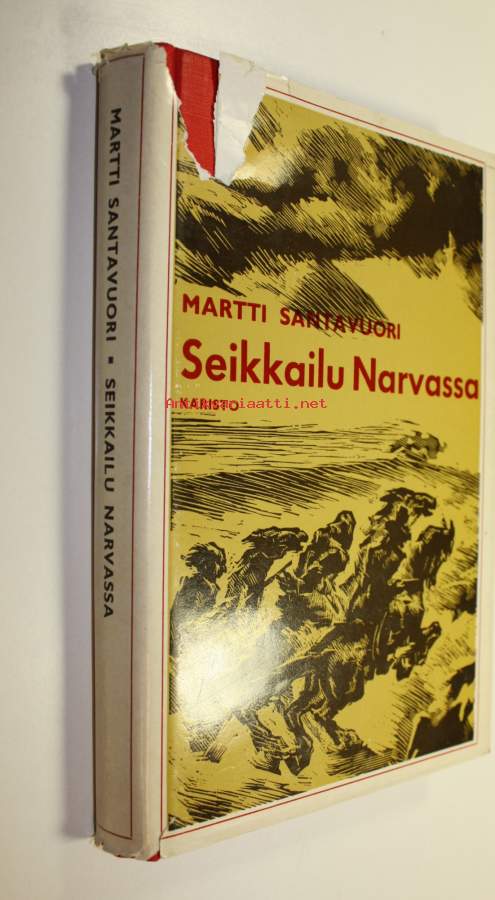 MARTTI SANTAVUORI ▪ SEIKKAILU NARVASSA
MARTTI SANTAVUORI
Seikkailu Narvassa
KARISTO
Antikvariaatti.net